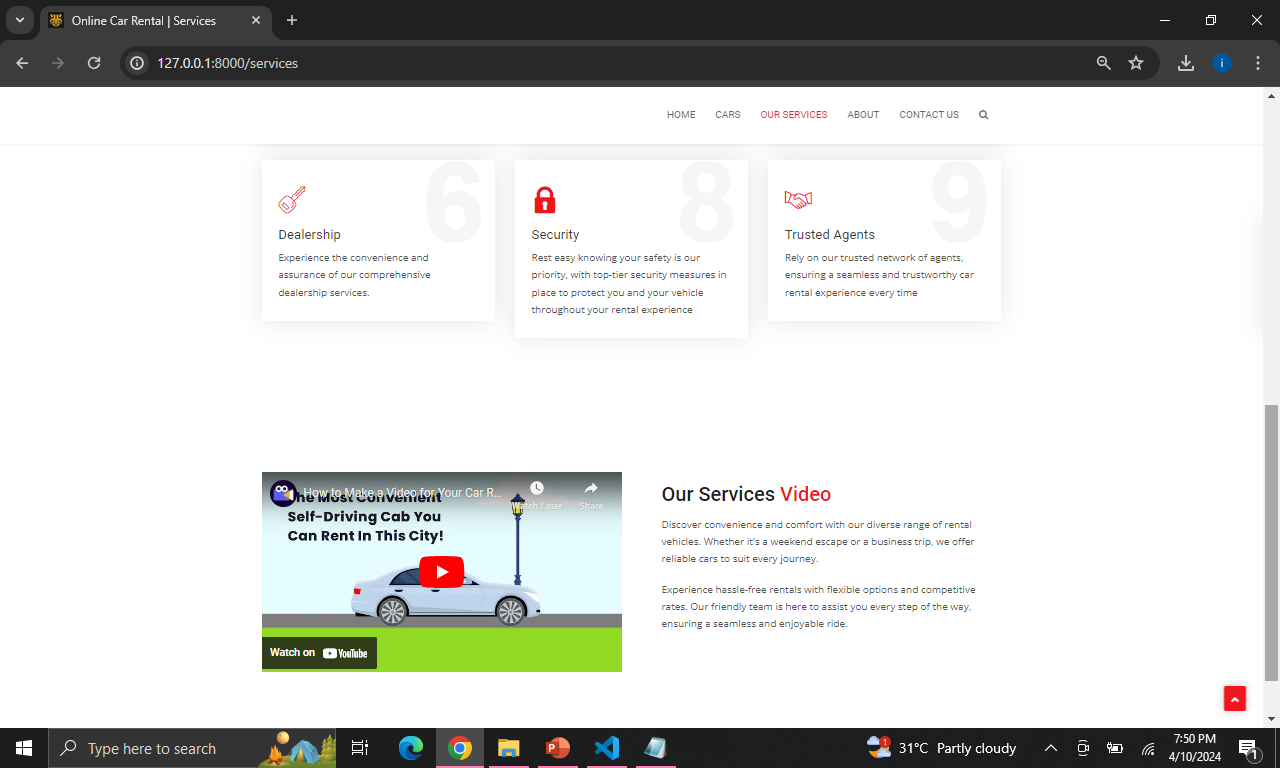 Online Car Rental | Services
127.0.0.1:8000/services
i
HOME CARS OUR SERVICES ABOUT CONTACT US
6
Dealership
Experience the convenience and
assurance of our comprehensive
dealership services.
8
Security
Rest easy knowing your safety is our
priority, with top-tier security measures in
place to protect you and your vehicle
throughout your rental experience
9
Trusted Agents
Rely on our trusted network of agents,
ensuring a seamless and trustworthy car
rental experience every time
How to Make a Video for Your Car R...
Watch Later
Share
The Most Convenient
Self-Driving Cab You
Can Rent In This City!
Watch on YouTube
Our Services Video
Discover convenience and comfort with our diverse range of rental
vehicles. Whether it's a weekend escape or a business trip, we offer
reliable cars to suit every journey.
Experience hassle-free rentals with flexible options and competitive
rates. Our friendly team is here to assist you every step of the way,
ensuring a seamless and enjoyable ride.
Type here to search
1
31°C Partly cloudy
7:50 PM
4/10/2024
1